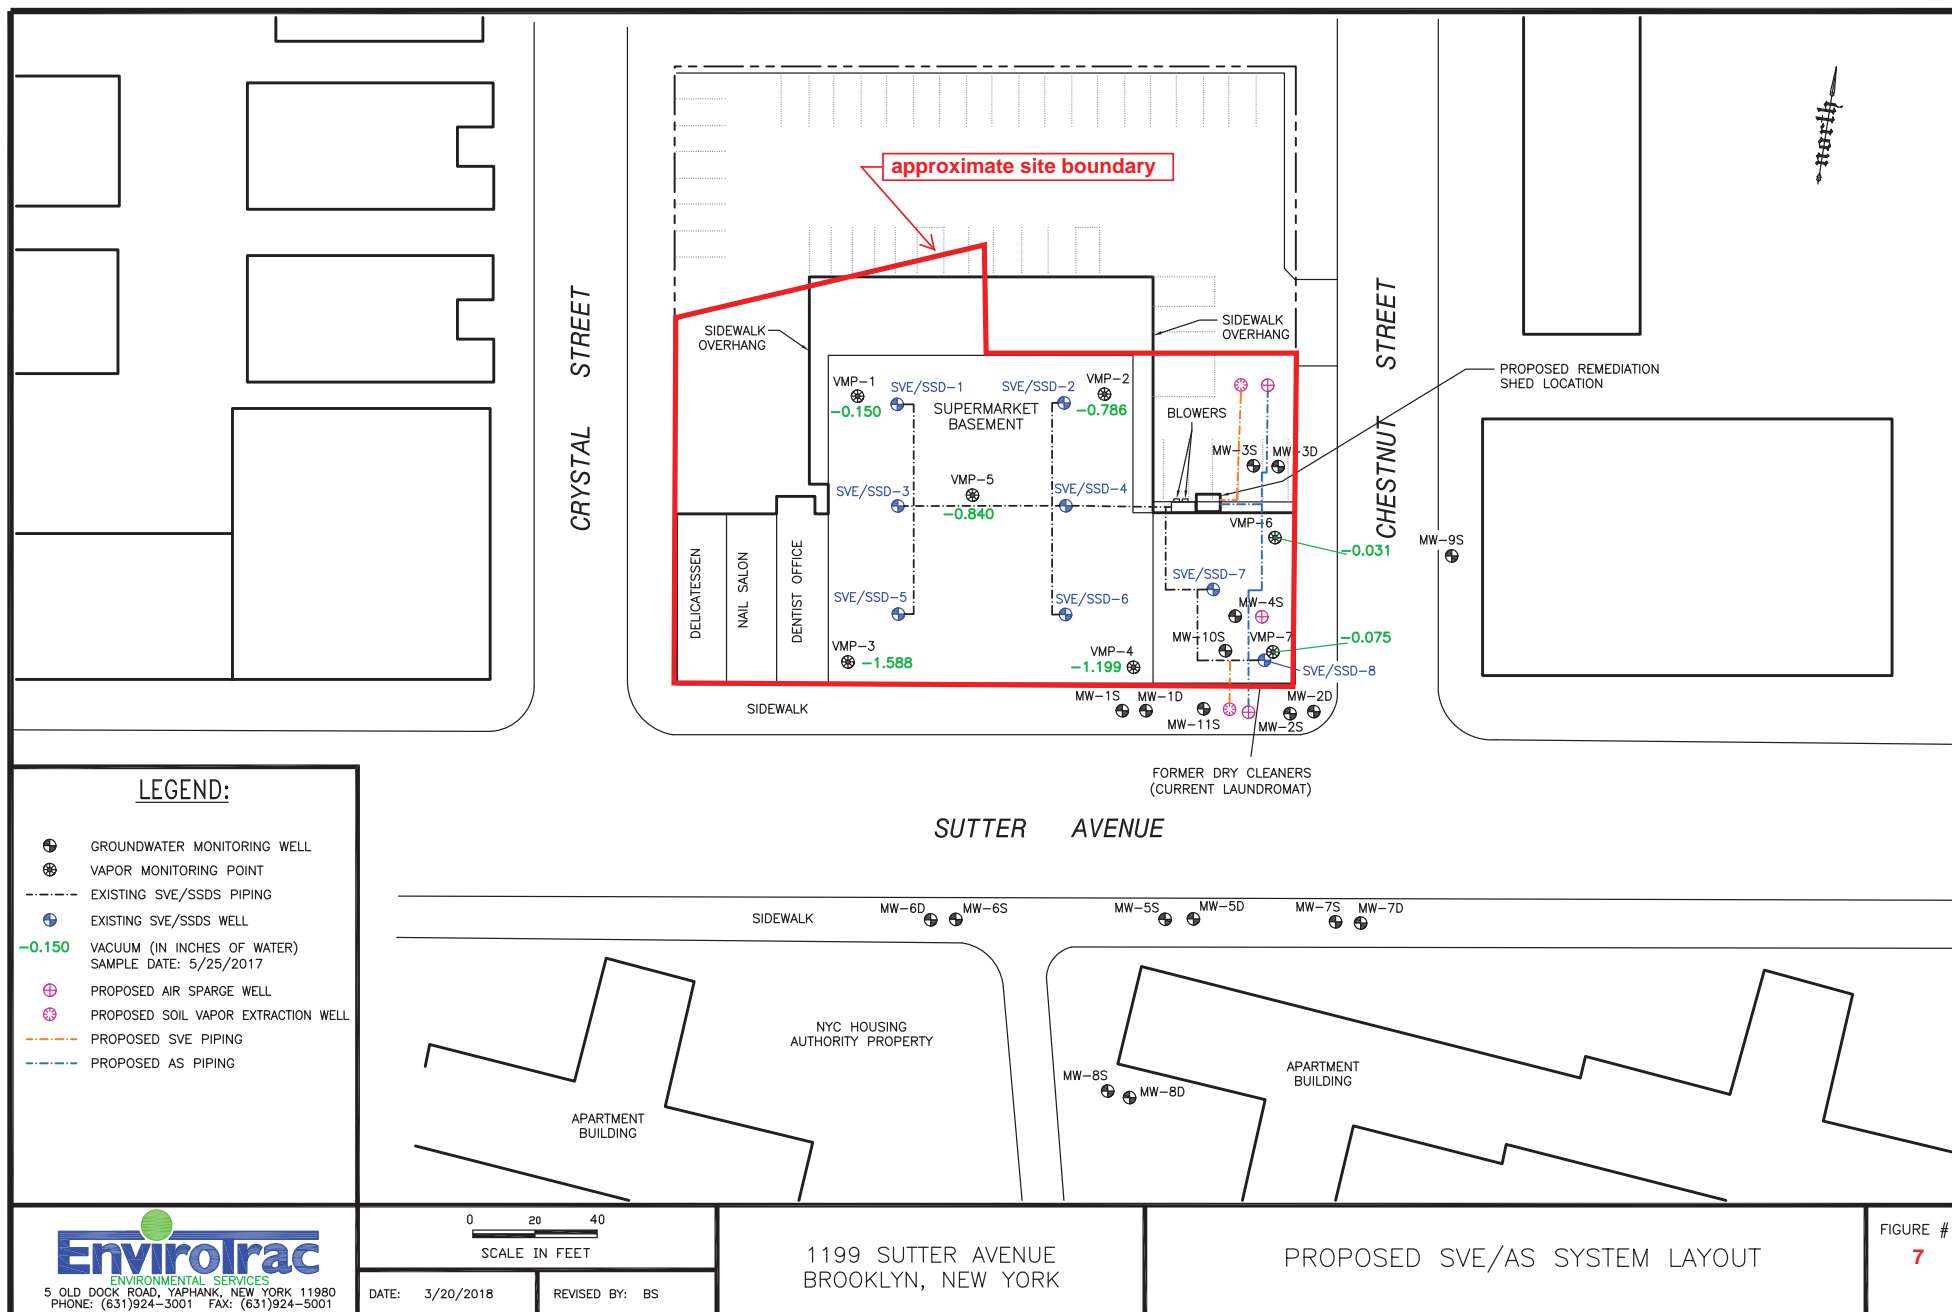 approximate site boundary
north
CRYSTAL STREET
CHESTNUT STREET
SIDEWALK
OVERHANG
SIDEWALK
OVERHANG
PROPOSED REMEDIATION
SHED LOCATION
VMP-1
-0.150
SVE/SSD-1
SVE/SSD-2
VMP-2
-0.786
SUPERMARKET
BASEMENT
BLOWERS
MW-3S
MW-3D
VMP-5
-0.840
SVE/SSD-3
SVE/SSD-4
VMP-6
-0.031
MW-9S
DELICATESSEN
NAIL SALON
DENTIST OFFICE
SVE/SSD-7
SVE/SSD-5
SVE/SSD-6
MW-4S
MW-10S
VMP-7
-0.075
VMP-3
-1.588
VMP-4
-1.199
SVE/SSD-8
SIDEWALK
MW-1S
MW-1D
MW-11S
MW-2S
MW-2D
FORMER DRY CLEANERS
(CURRENT LAUNDROMAT)
SUTTER AVENUE
SIDEWALK
MW-6D
MW-6S
MW-5S
MW-5D
MW-7S
MW-7D
NYC HOUSING
AUTHORITY PROPERTY
MW-8S
MW-8D
APARTMENT
BUILDING
APARTMENT
BUILDING
LEGEND:
GROUNDWATER MONITORING WELL
VAPOR MONITORING POINT
EXISTING SVE/SSDS PIPING
EXISTING SVE/SSDS WELL
-0.150 VACUUM (IN INCHES OF WATER)
SAMPLE DATE: 5/25/2017
PROPOSED AIR SPARGE WELL
PROPOSED SOIL VAPOR EXTRACTION WELL
PROPOSED SVE PIPING
PROPOSED AS PIPING
EnviroTrac
ENVIRONMENTAL SERVICES
5 OLD DOCK ROAD, YAPHANK, NEW YORK 11980
PHONE: (631)924-3001 FAX: (631)924-5001
0 20 40
SCALE IN FEET
DATE: 3/20/2018
REVISED BY: BS
1199 SUTTER AVENUE
BROOKLYN, NEW YORK
PROPOSED SVE/AS SYSTEM LAYOUT
FIGURE #
7